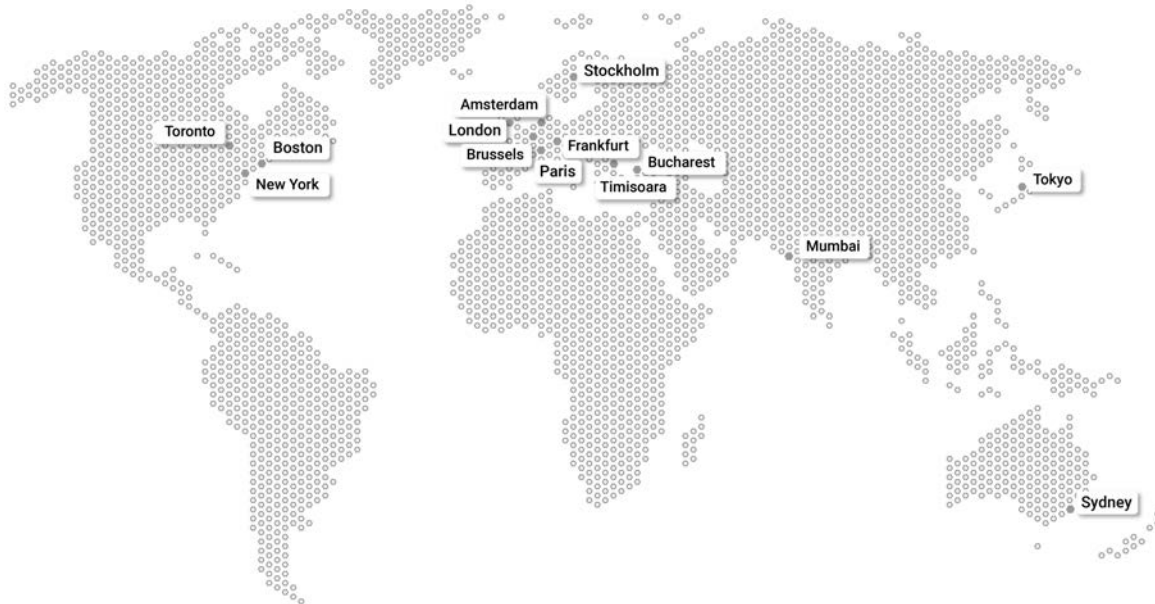 Stockholm
Amsterdam
Toronto
London
Boston
Frankfurt
Brussels
Bucharest
Paris
Tokyo
New York
Timisoara
Mumbai
Sydney